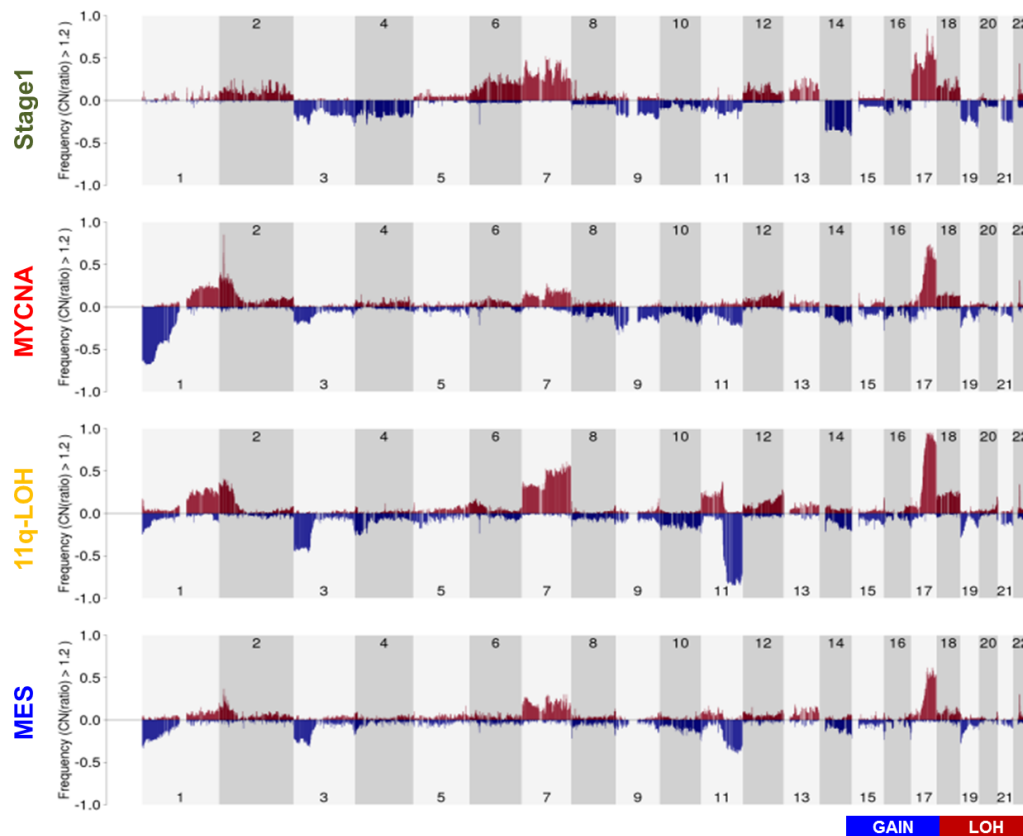 Stage1
Frequency (CN(ratio) > 1.2 )
1.0
0.5
0.0
-0.5
-1.0
2 4 6 8 10 12 14 16 18 20 22
1 3 5 7 9 11 13 15 17 19 21
MYCNA
Frequency (CN(ratio) > 1.2 )
1.0
0.5
0.0
-0.5
-1.0
2 4 6 8 10 12 14 16 18 20 22
1 3 5 7 9 11 13 15 17 19 21
11q-LOH
Frequency (CN(ratio) > 1.2 )
1.0
0.5
0.0
-0.5
-1.0
2 4 6 8 10 12 14 16 18 20 22
1 3 5 7 9 11 13 15 17 19 21
MES
Frequency (CN(ratio) > 1.2 )
1.0
0.5
0.0
-0.5
-1.0
2 4 6 8 10 12 14 16 18 20 22
1 3 5 7 9 11 13 15 17 19 21
GAIN LOH